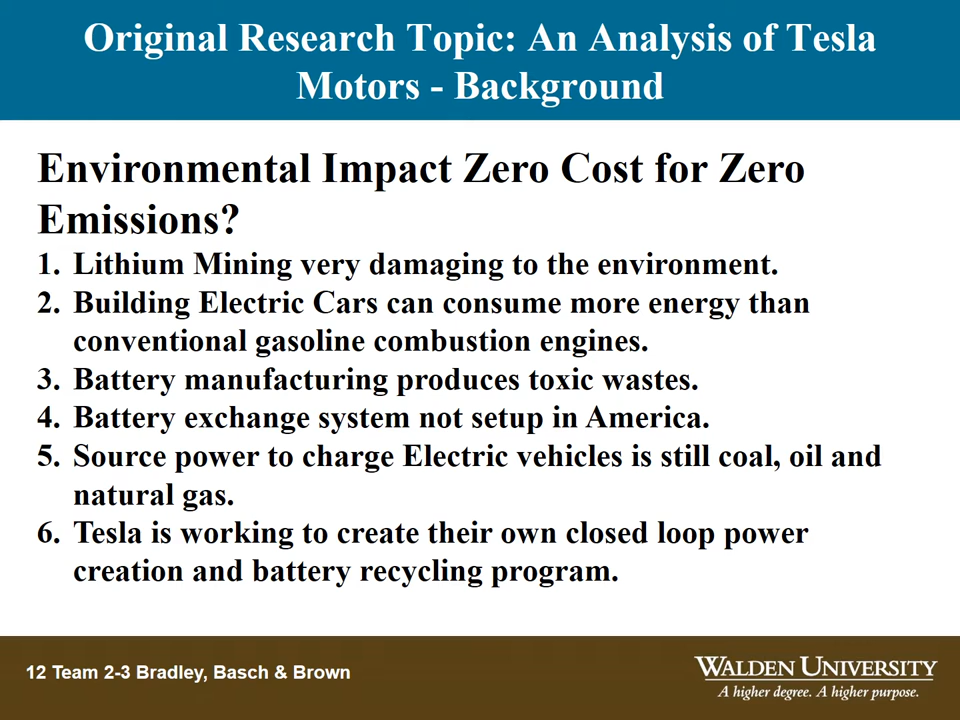 Original Research Topic: An Analysis of Tesla
Motors - Background
Environmental Impact Zero Cost for Zero
Emissions?
1. Lithium Mining very damaging to the environment.
2. Building Electric Cars can consume more energy than
conventional gasoline combustion engines.
3. Battery manufacturing produces toxic wastes.
4. Battery exchange system not setup in America.
5. Source power to charge Electric vehicles is still coal, oil and
natural gas.
6. Tesla is working to create their own closed loop power
creation and battery recycling program.
12 Team 2-3 Bradley, Basch & Brown
WALDEN UNIVERSITY
A higher degree. A higher purpose.